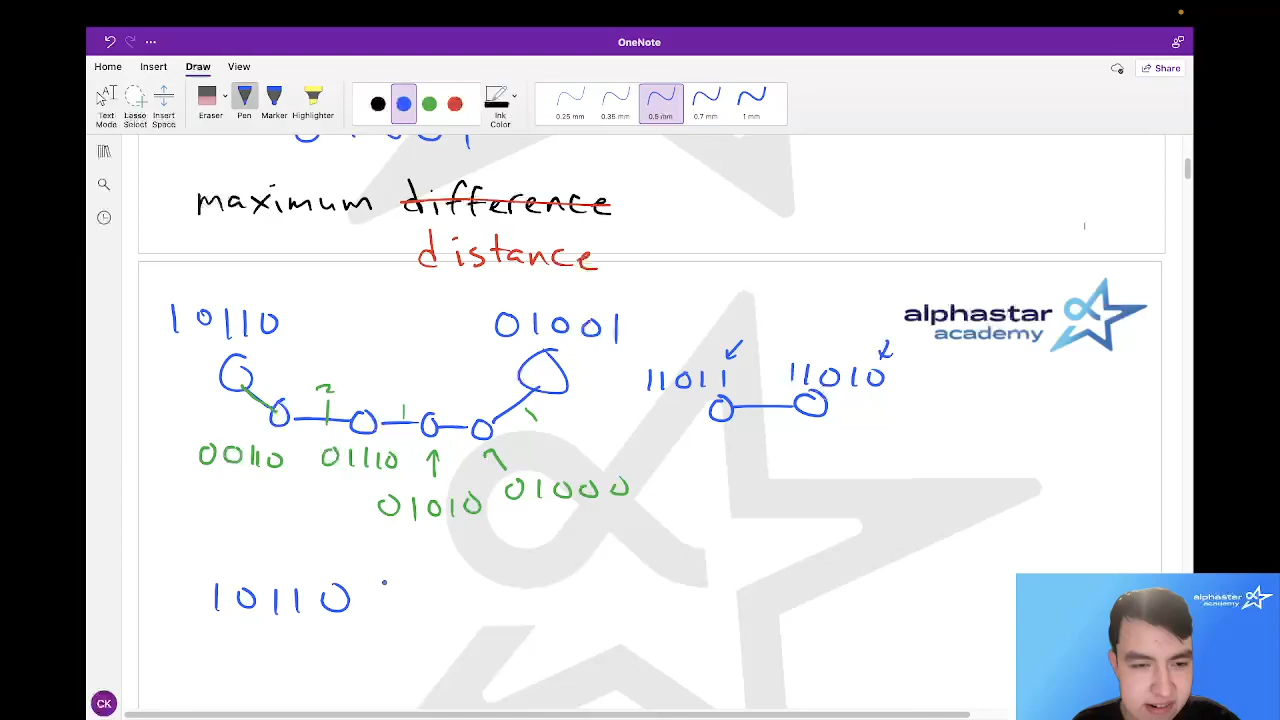 OneNote
Home Insert Draw View
Share
Text Mode
Lasso Select
Insert Space
Eraser
Pen
Marker
Highlighter
Ink Color
0.25 mm
0.35 mm
0.5 mm
0.7 mm
1 mm
maximum difference
distance
10110
01001
11011
11010
alphastar
academy
2
1
00110
01110
01010
01000
10110
CK
alphastar
academy